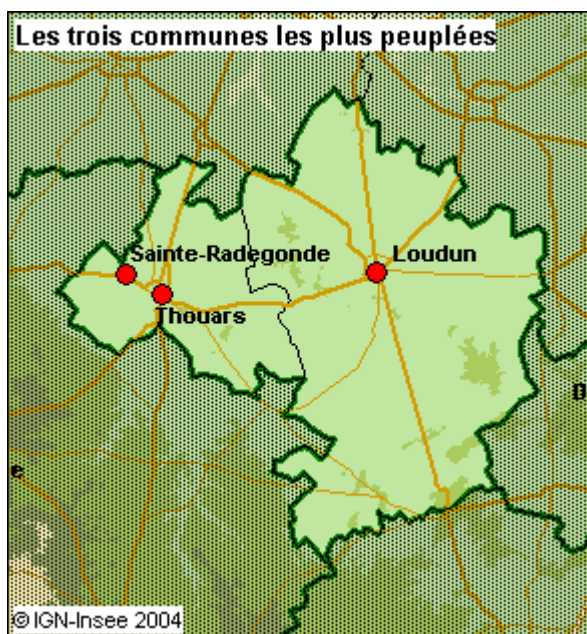 Les trois communes les plus peuplées
Sainte-Radegonde
Loudun
Thouars
D
e
© IGN-Insee 2004